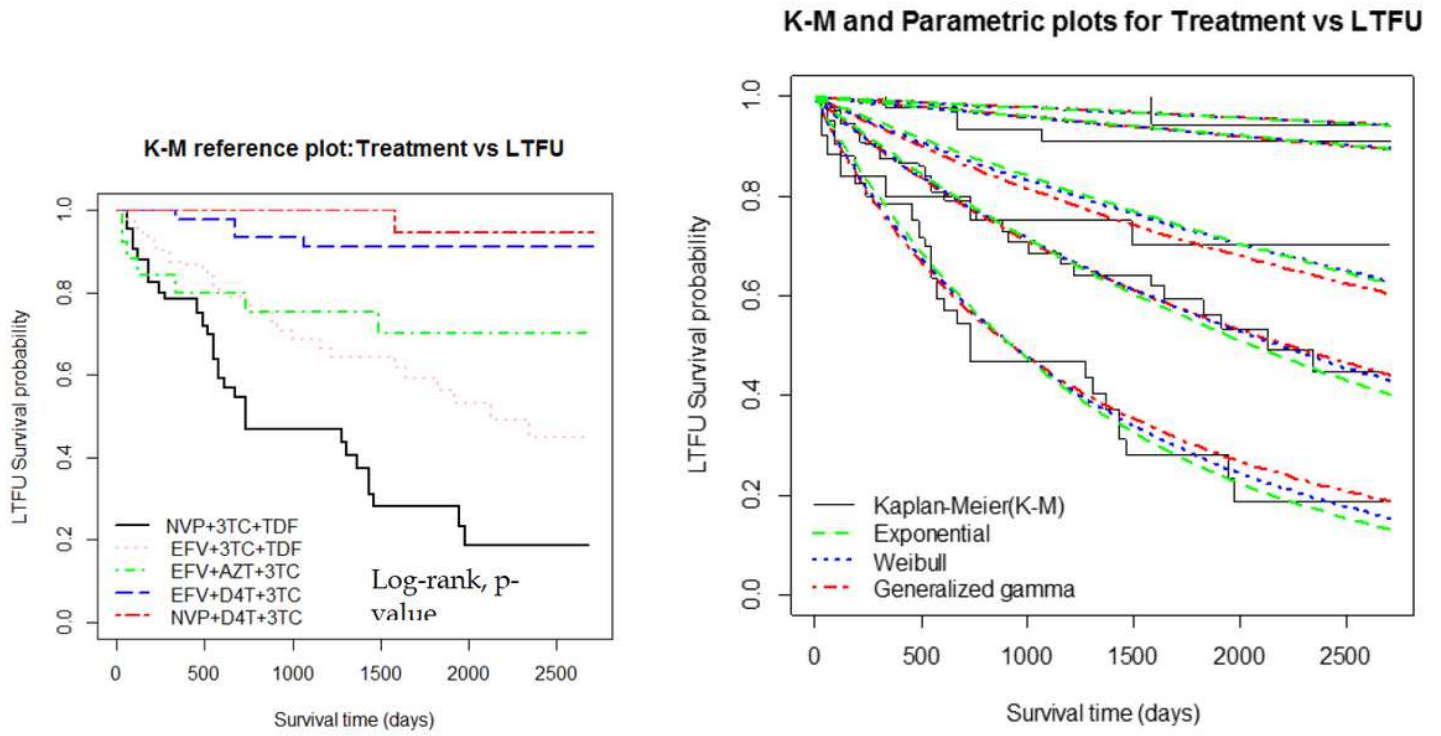 K-M reference plot:Treatment vs LTFU
LTFU Survival probability
1.0
0.8
0.6
0.4
0.2
0.0
NVP+3TC+TDF
EFV+3TC+TDF
EFV+AZT+3TC
EFV+D4T+3TC
NVP+D4T+3TC
Log-rank, p-
value
0 500 1000 1500 2000 2500
Survival time (days)
K-M and Parametric plots for Treatment vs LTFU
LTFU Survival probability
1.0
0.8
0.6
0.4
0.2
0.0
Kaplan-Meier(K-M)
Exponential
Weibull
Generalized gamma
0 500 1000 1500 2000 2500
Survival time (days)